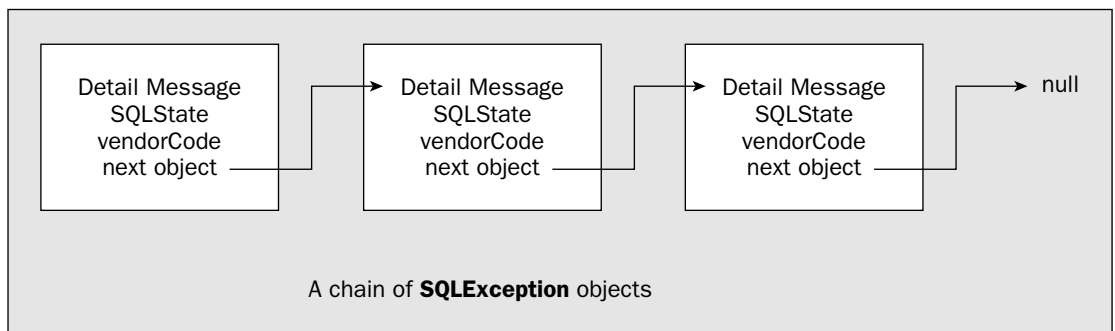 Detail Message
SQLState
vendorCode
next object
Detail Message
SQLState
vendorCode
next object
Detail Message
SQLState
vendorCode
next object
null
A chain of SQLException objects